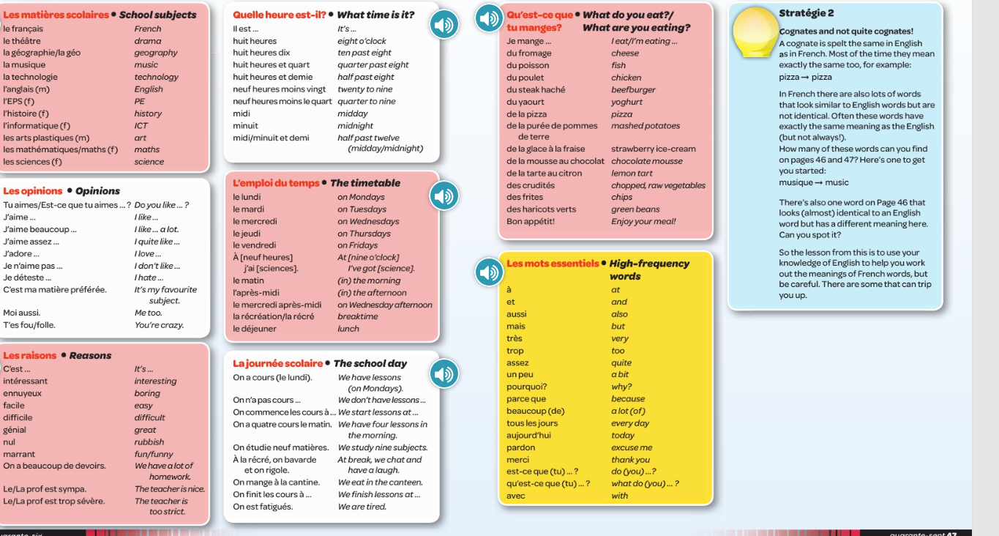 Les matières scolaires • School subjects
le français French
le théâtre drama
la géographie/la géo geography
la musique music
la technologie technology
l'anglais (m) English
l'EPS (f) PE
l'histoire (f) history
l'informatique (f) ICT
les arts plastiques (m) art
les mathématiques/maths (f) maths
les sciences (f) science
Les opinions • Opinions
Tu aimes/Est-ce que tu aimes ... ? Do you like ... ?
J'aime ... I like ...
J'aime beaucoup ... I like ... a lot.
J'aime assez ... I quite like ...
J'adore ... I love ...
Je n'aime pas ... I don't like ...
Je déteste ... I hate ...
C'est ma matière préférée. It's my favourite
subject.
Moi aussi. Me too.
T'es fou/folle. You're crazy.
Les raisons • Reasons
C'est ... It's ...
intéressant interesting
ennuyeux boring
facile easy
difficile difficult
génial great
nul rubbish
marrant fun/funny
On a beaucoup de devoirs. We have a lot of
homework.
Le/La prof est sympa. The teacher is nice.
Le/La prof est trop sévère. The teacher is
too strict.
Quelle heure est-il? • What time is it?
Il est ... It's ...
huit heures eight o'clock
huit heures dix ten past eight
huit heures et quart quarter past eight
huit heures et demie half past eight
neuf heures moins vingt twenty to nine
neuf heures moins le quart quarter to nine
midi midday
minuit midnight
midi/minuit et demi half past twelve
(midday/midnight)
L'emploi du temps • The timetable
le lundi on Mondays
le mardi on Tuesdays
le mercredi on Wednesdays
le jeudi on Thursdays
le vendredi on Fridays
À [neuf heures] At [nine o'clock]
j'ai [sciences]. I've got [science].
le matin (in) the morning
l'après-midi (in) the afternoon
le mercredi après-midi on Wednesday afternoon
la récréation/la récré breaktime
le déjeuner lunch
La journée scolaire • The school day
On a cours (le lundi). We have lessons
(on Mondays).
On n'a pas cours ... We don't have lessons ...
On commence les cours à ... We start lessons at ...
On a quatre cours le matin. We have four lessons in
the morning.
On étudie neuf matières. We study nine subjects.
À la récré, on bavarde At break, we chat and
et on rigole. have a laugh.
On mange à la cantine. We eat in the canteen.
On finit les cours à ... We finish lessons at ...
On est fatigués. We are tired.
Qu'est-ce que • What do you eat?/
tu manges? What are you eating?
Je mange ... I eat/I'm eating ...
du fromage cheese
du poisson fish
du poulet chicken
du steak haché beefburger
du yaourt yoghurt
de la pizza pizza
de la purée de pommes mashed potatoes
de terre
de la glace à la fraise strawberry ice-cream
de la mousse au chocolat chocolate mousse
de la tarte au citron lemon tart
des crudités chopped, raw vegetables
des frites chips
des haricots verts green beans
Bon appétit! Enjoy your meal!
Les mots essentiels • High-frequency
words
à at
et and
aussi also
mais but
très very
trop too
assez quite
un peu a bit
pourquoi? why?
parce que because
beaucoup (de) a lot (of)
tous les jours every day
aujourd'hui today
pardon excuse me
merci thank you
est-ce que (tu) ... ? do (you) ...?
qu'est-ce que (tu) ... ? what do (you) ... ?
avec with
Stratégie 2
Cognates and not quite cognates!
A cognate is spelt the same in English
as in French. Most of the time they mean
exactly the same too, for example:
pizza → pizza
In French there are also lots of words
that look similar to English words but are
not identical. Often these words have
exactly the same meaning as the English
(but not always!).
How many of these words can you find
on pages 46 and 47? Here's one to get
you started:
musique → music
There's also one word on Page 46 that
looks (almost) identical to an English
word but has a different meaning here.
Can you spot it?
So the lesson from this is to use your
knowledge of English to help you work
out the meanings of French words, but
be careful. There are some that can trip
you up.
quarante-sept 47